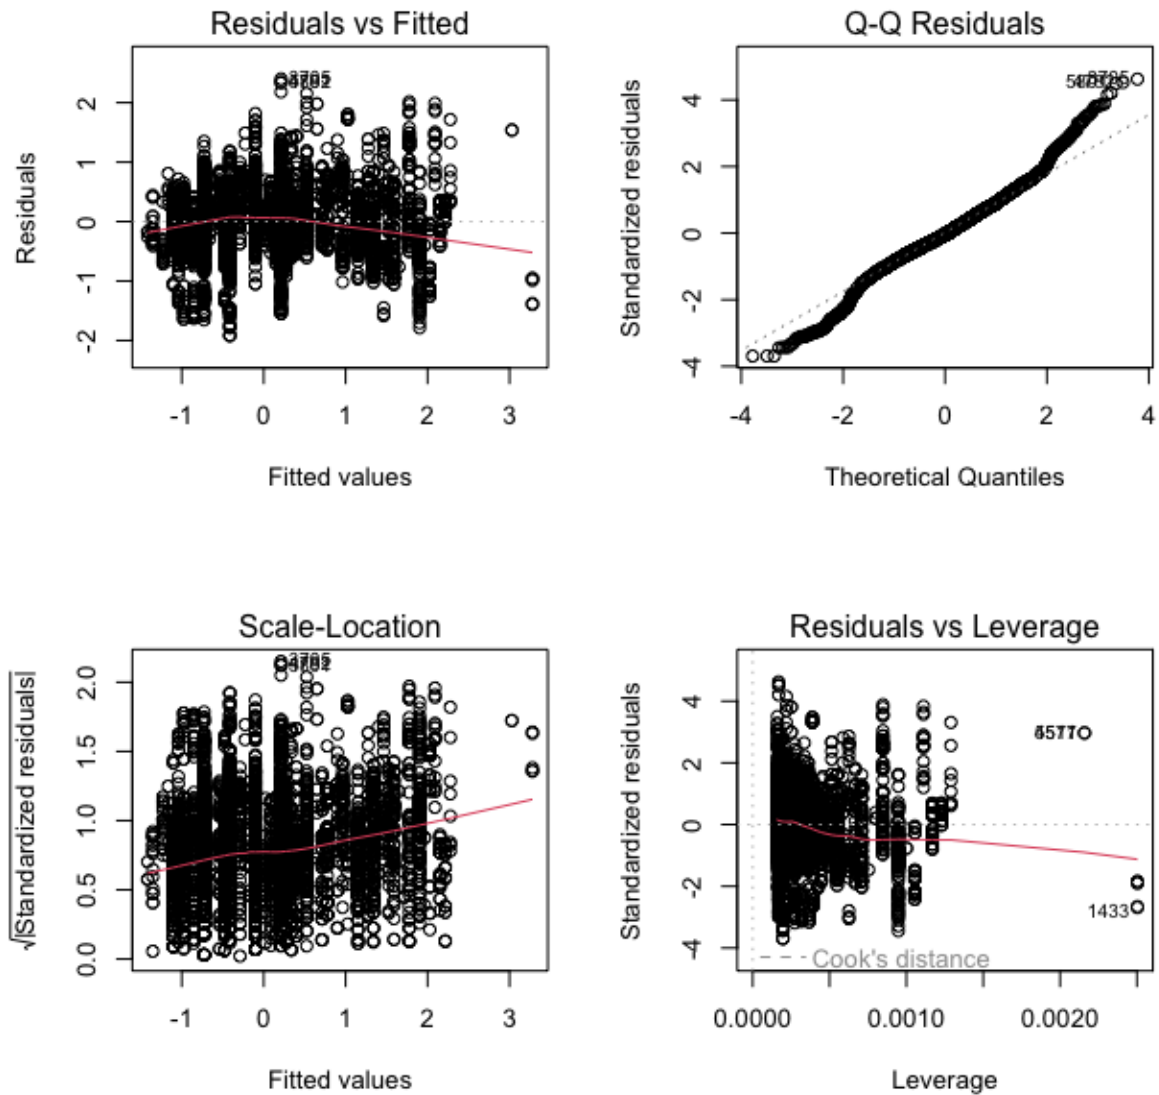 Residuals vs Fitted
Residuals
2
1
0
-1
-2
-1 0 1 2 3
Fitted values
Q-Q Residuals
Standardized residuals
4
2
0
-2
-4
-4 -2 0 2 4
Theoretical Quantiles
Scale-Location
√|Standardized residuals|
2.0
1.5
1.0
0.5
0.0
-1 0 1 2 3
Fitted values
Residuals vs Leverage
Standardized residuals
4
2
0
-2
-4
1433
Cook's distance
0.0000 0.0010 0.0020
Leverage